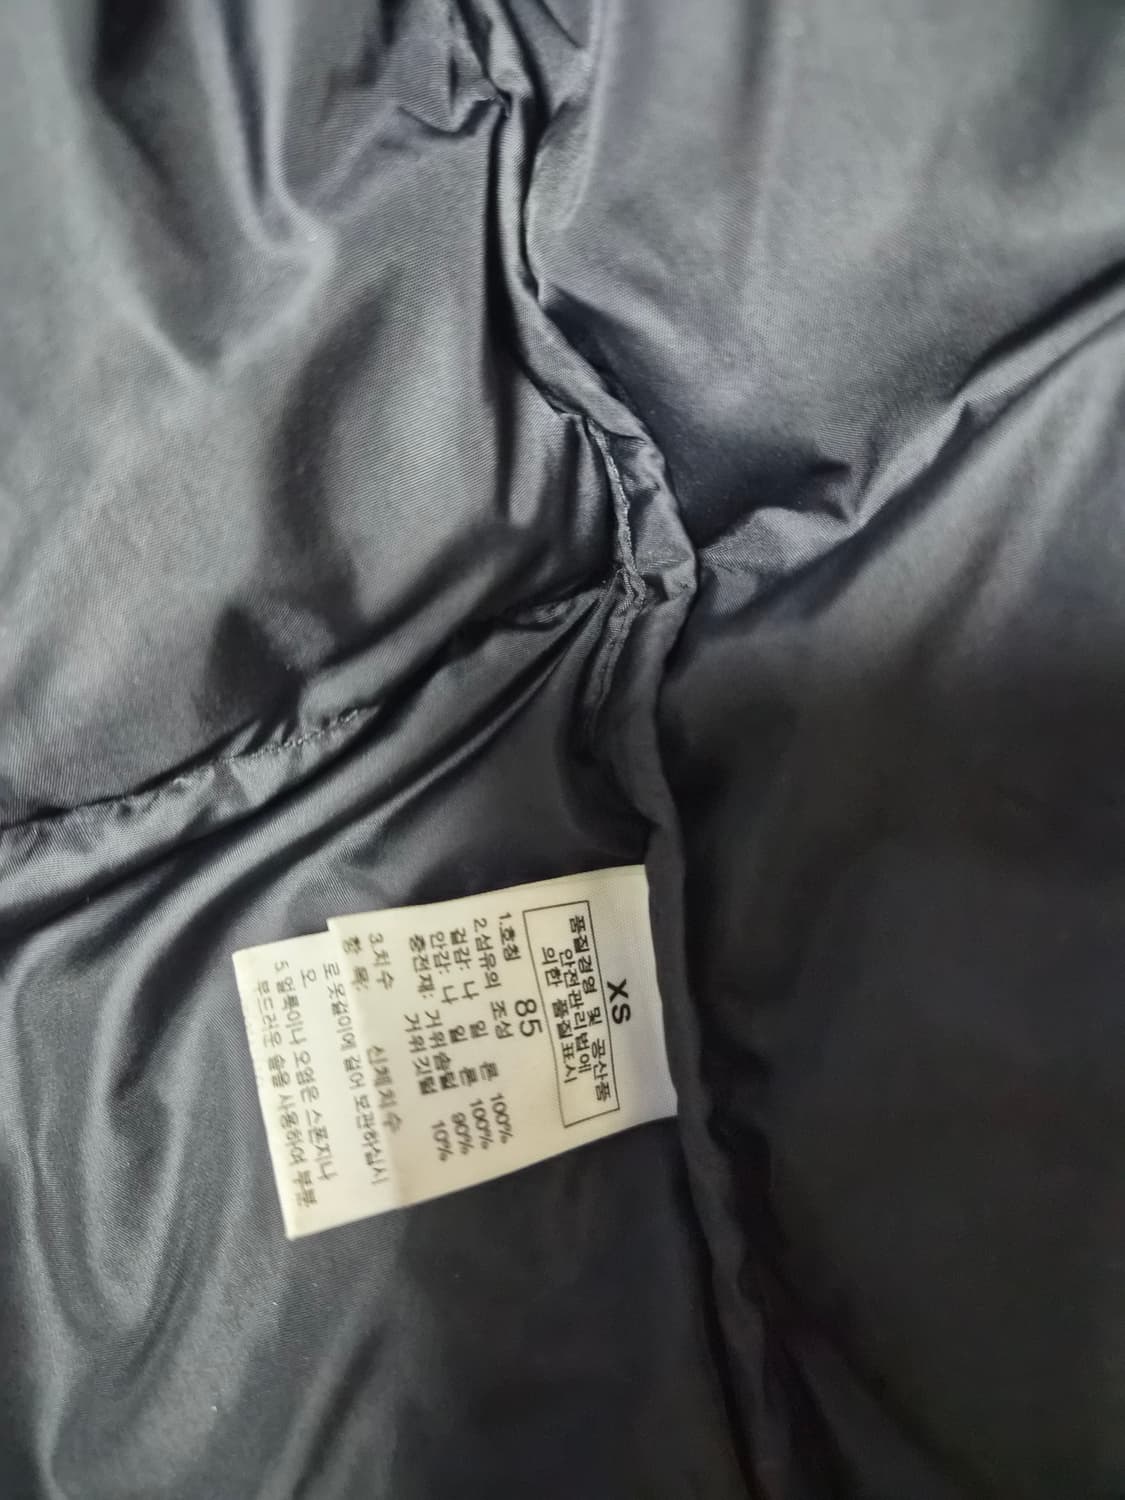 XS
품질경영 및 공산품
안전관리법에
의한 품질표시
1.호칭 85
2.섬유의 조성
겉감: 나 일 론 100%
안감: 나 일 론 100%
충전재: 거위 솜털 90%
거위깃털 10%
3.치수
항 목: 신체치수
로 옷걸이에 걸어 보관하십시
오
5.얼룩이나 오염은 스폰지나
부드러운 솔을 사용하여 부분